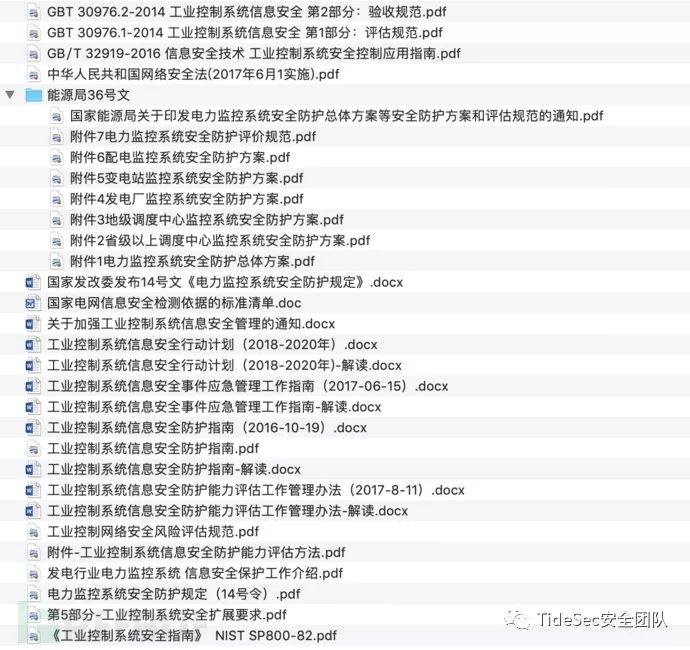 GBT 30976.2-2014 工业控制系统信息安全 第2部分：验收规范.pdf
GBT 30976.1-2014 工业控制系统信息安全 第1部分：评估规范.pdf
GB/T 32919-2016 信息安全技术 工业控制系统安全控制应用指南.pdf
中华人民共和国网络安全法(2017年6月1实施).pdf
能源局36号文
国家能源局关于印发电力监控系统安全防护总体方案等安全防护方案和评估规范的通知.pdf
附件7电力监控系统安全防护评价规范.pdf
附件6配电监控系统安全防护方案.pdf
附件5变电站监控系统安全防护方案.pdf
附件4发电厂监控系统安全防护方案.pdf
附件3地级调度中心监控系统安全防护方案.pdf
附件2省级以上调度中心监控系统安全防护方案.pdf
附件1电力监控系统安全防护总体方案.pdf
国家发改委发布14号文《电力监控系统安全防护规定》.docx
国家电网信息安全检测依据的标准清单.doc
关于加强工业控制系统信息安全管理的通知.docx
工业控制系统信息安全行动计划（2018-2020年）.docx
工业控制系统信息安全行动计划（2018-2020年)-解读.docx
工业控制系统信息安全事件应急管理工作指南（2017-06-15）.docx
工业控制系统信息安全事件应急管理工作指南-解读.docx
工业控制系统信息安全防护指南（2016-10-19）.docx
工业控制系统信息安全防护指南.pdf
工业控制系统信息安全防护指南-解读.docx
工业控制系统信息安全防护能力评估工作管理办法（2017-8-11）.docx
工业控制系统信息安全防护能力评估工作管理办法-解读.docx
工业控制网络安全风险评估规范.pdf
附件-工业控制系统信息安全防护能力评估方法.pdf
发电行业电力监控系统 信息安全保护工作介绍.pdf
电力监控系统安全防护规定（14号令）.pdf
第5部分-工业控制系统安全扩展要求.pdf
《工业控制系统安全指南》 NIST SP800-82.pdf
TideSec安全团队